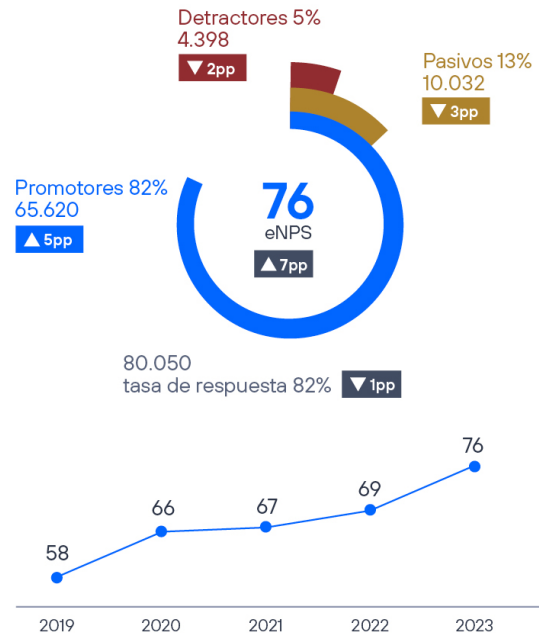 Detractores 5%
4.398
▼ 2pp
Pasivos 13%
10.032
▼ 3pp
Promotores 82%
65.620
▲ 5pp
76
eNPS
▲ 7pp
80.050
tasa de respuesta 82% ▼ 1pp
58
66
67
69
76
2019 2020 2021 2022 2023